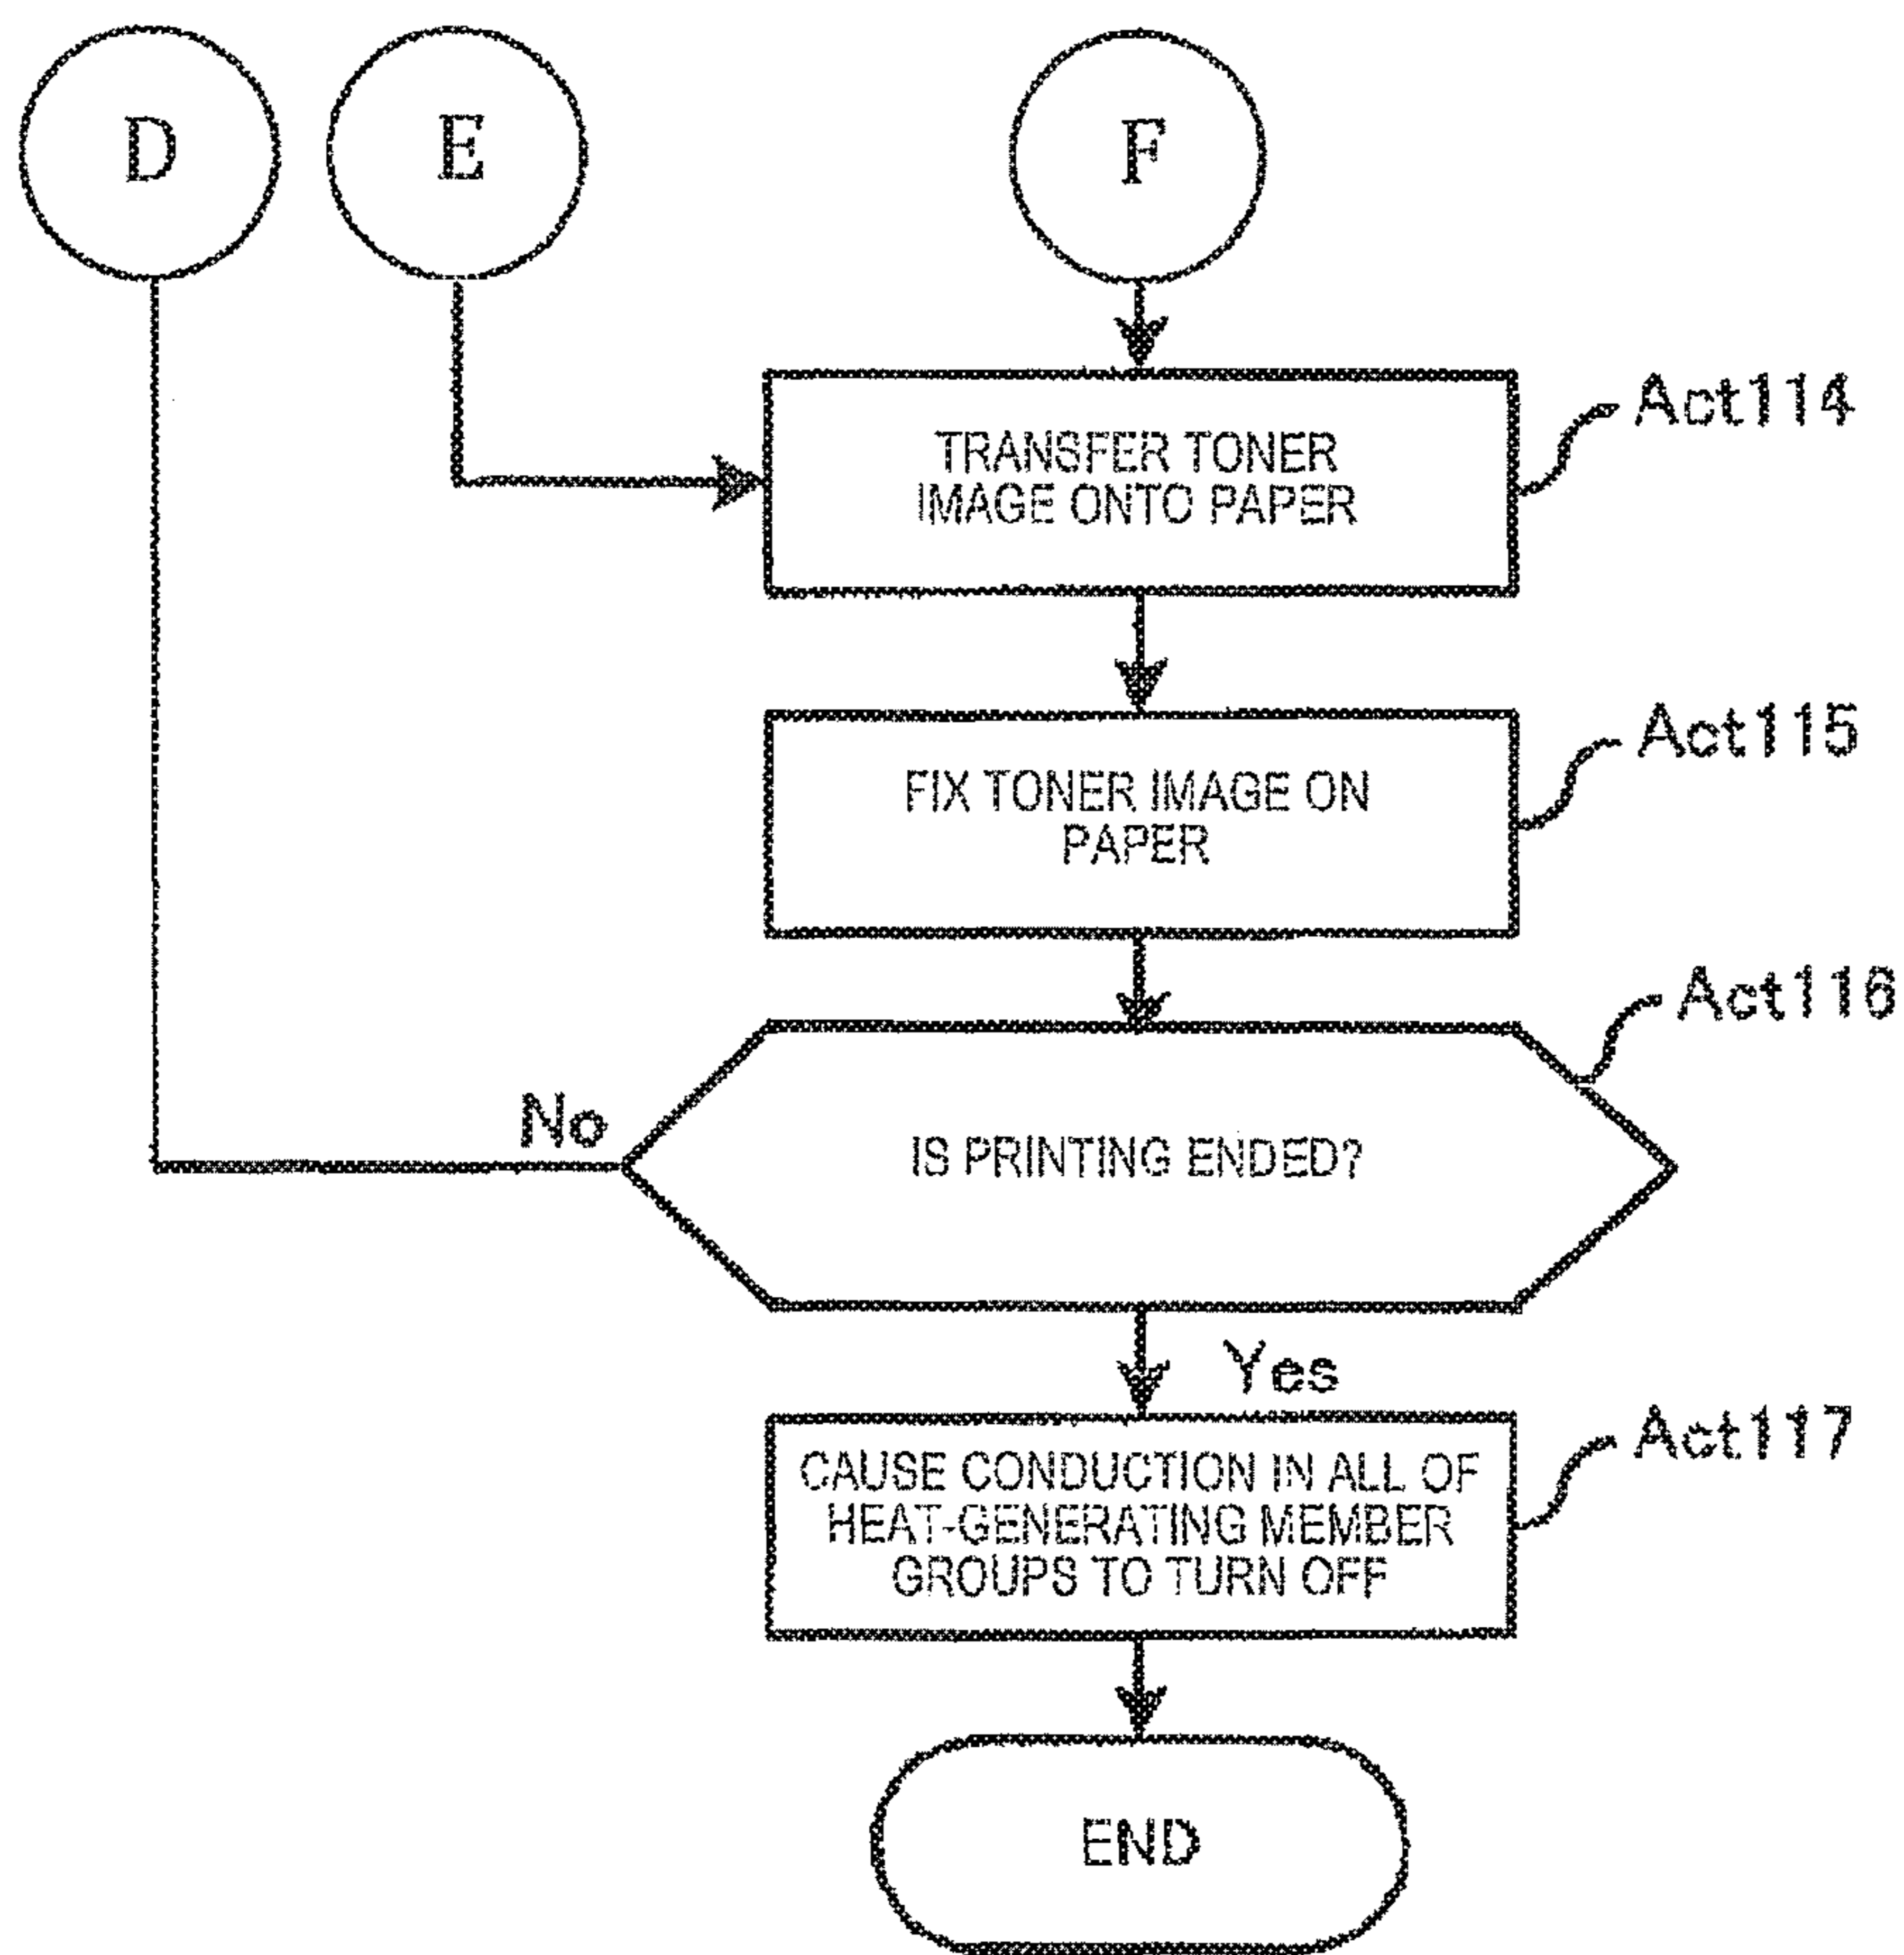 D
E
F
Act114
TRANSFER TONER
IMAGE ONTO PAPER
Act115
FIX TONER IMAGE ON
PAPER
Act116
No
IS PRINTING ENDED?
Yes
Act117
CAUSE CONDUCTION IN ALL OF
HEAT-GENERATING MEMBER
GROUPS TO TURN OFF
END